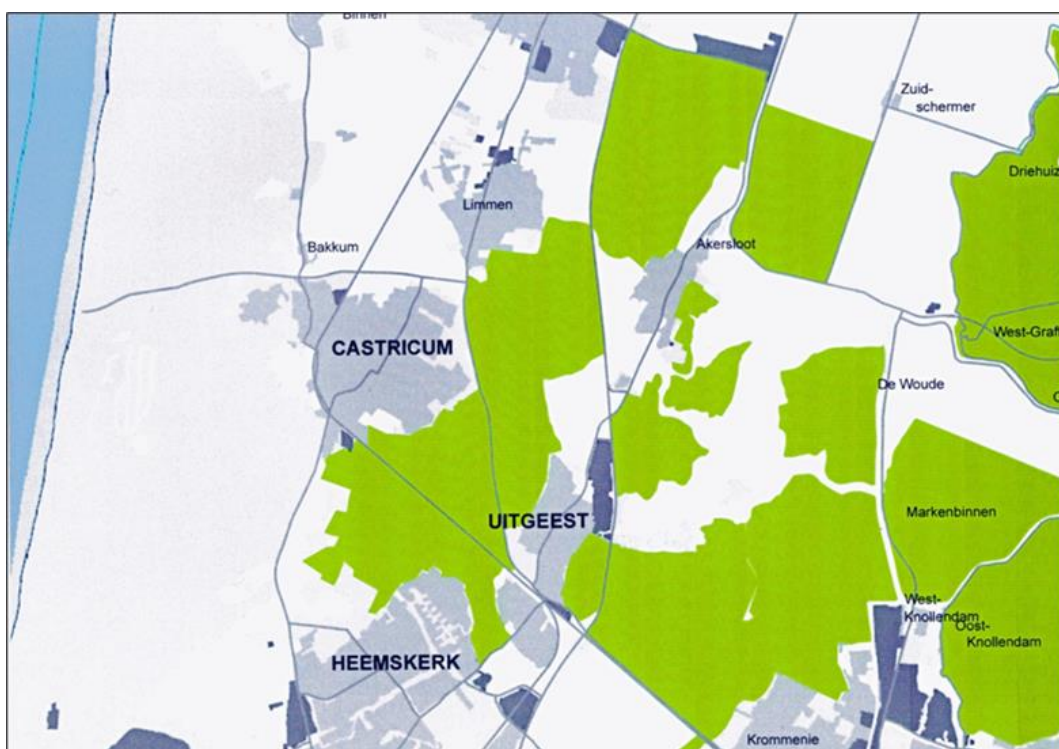 Binnen
Zuid-
schermer
Driehuiz
Limmen
Akersloot
Bakkum
West-Graft
CASTRICUM
De Woude
Markenbinnen
UITGEEST
West-
Knollendam
Oost-
Knollendam
HEEMSKERK
Krommenie